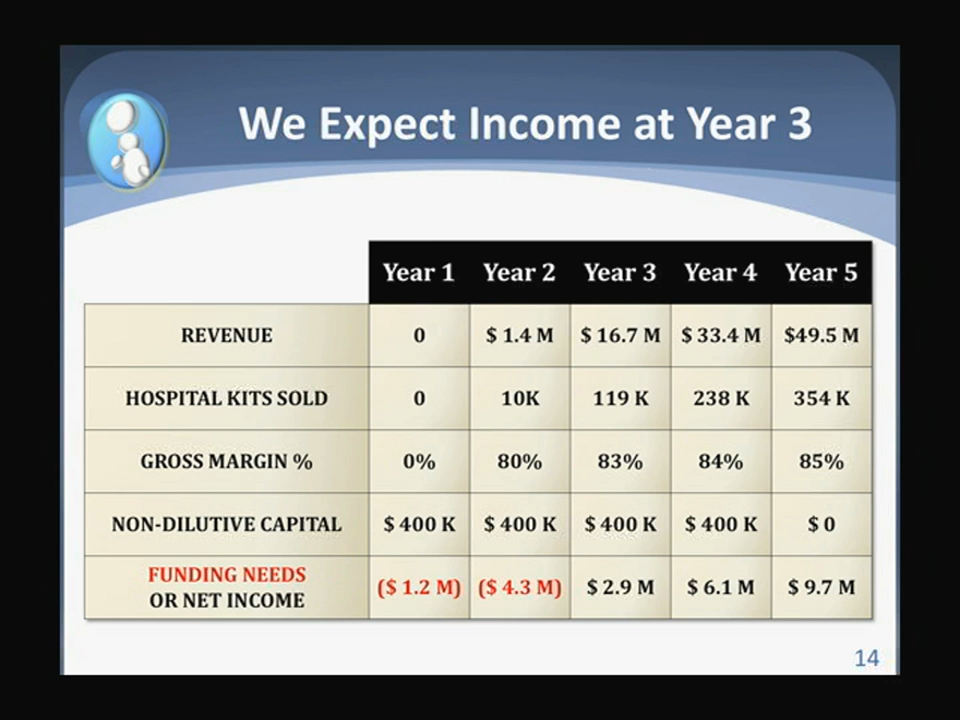 We Expect Income at Year 3
Year 1 Year 2 Year 3 Year 4 Year 5
REVENUE 0 $ 1.4 M $ 16.7 M $ 33.4 M $49.5 M
HOSPITAL KITS SOLD 0 10K 119 K 238 K 354 K
GROSS MARGIN % 0% 80% 83% 84% 85%
NON-DILUTIVE CAPITAL $ 400 K $ 400 K $ 400 K $ 400 K $ 0
FUNDING NEEDS
OR NET INCOME ($ 1.2 M) ($ 4.3 M) $ 2.9 M $ 6.1 M $ 9.7 M
14